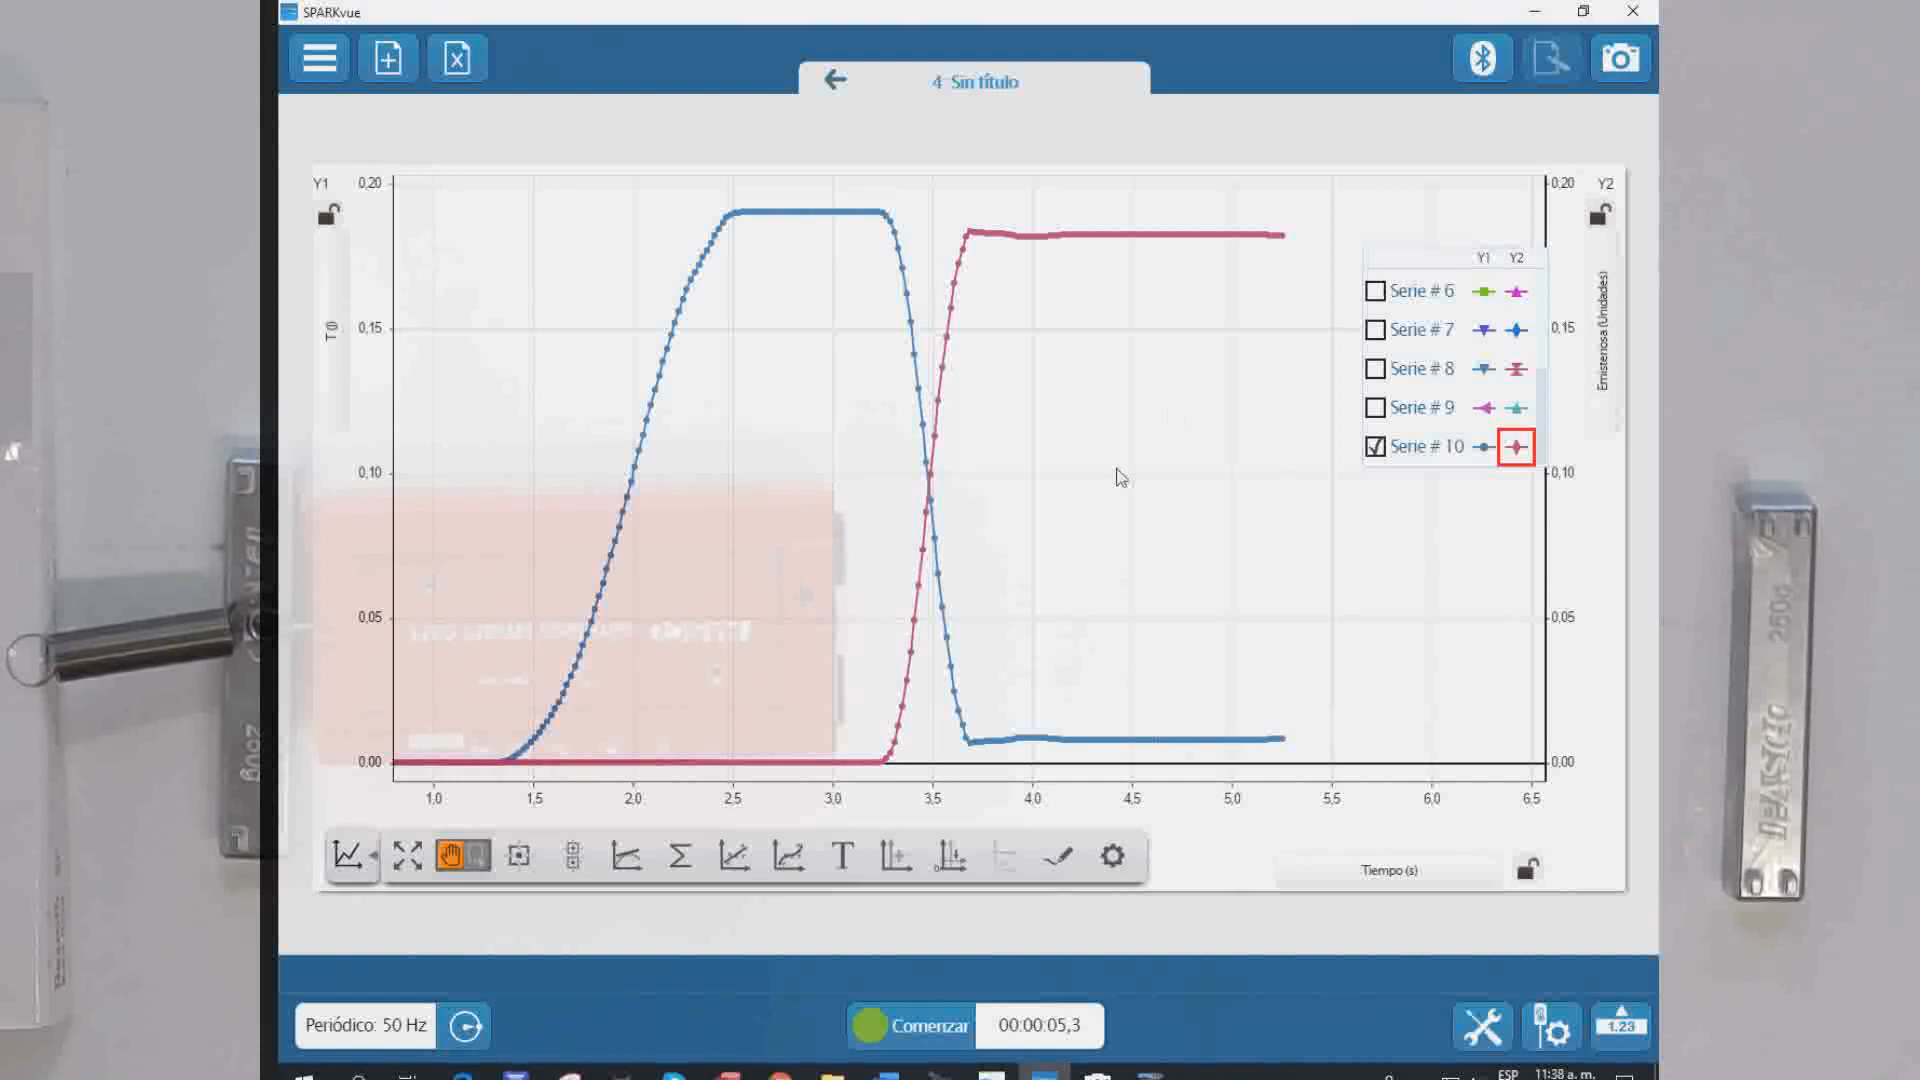 SPARKvue
4 Sin título
Y1
0,20
0,20
Y2
Y1 Y2
Serie # 6
Serie # 7
Serie # 8
Serie # 9
Serie # 10
0,15
0,15
Emisteriosa (Unidades)
0,10
0,10
0,05
0,05
0,00
0,00
1,0 1,5 2,0 2,5 3,0 3,5 4,0 4,5 5,0 5,5 6,0 6,5
T
Tiempo (s)
Periódico: 50 Hz
Comenzar
00:00:05,3
1.23
ESP
11:38 a. m.
250g